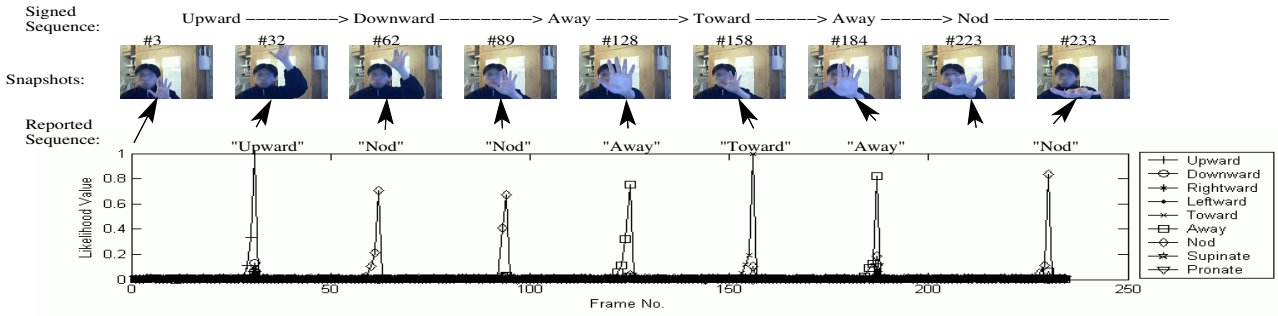 Signed
Sequence:
Upward ----------> Downward ----------> Away --------> Toward ------> Away ------> Nod -----------------
#3 #32 #62 #89 #128 #158 #184 #223 #233
Snapshots:
Reported
Sequence:
"Upward" "Nod" "Nod" "Away" "Toward" "Away" "Nod"
1
0.8
0.6
0.4
0.2
0
Likelihood Value
0 50 100 150 200 250
Frame No.
Upward
Downward
Rightward
Leftward
Toward
Away
Nod
Supinate
Pronate